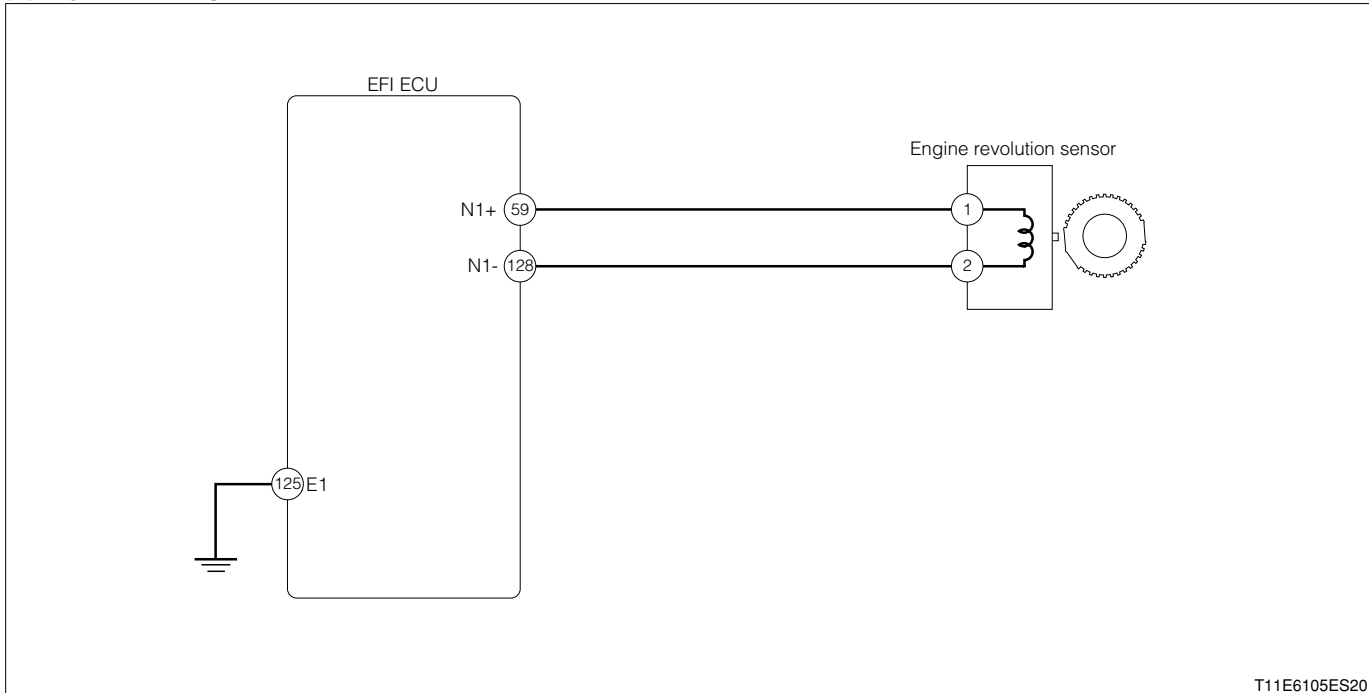 EFI ECU
Engine revolution sensor
N1+ 59
1
N1- 128
2
125 E1
T11E6105ES20